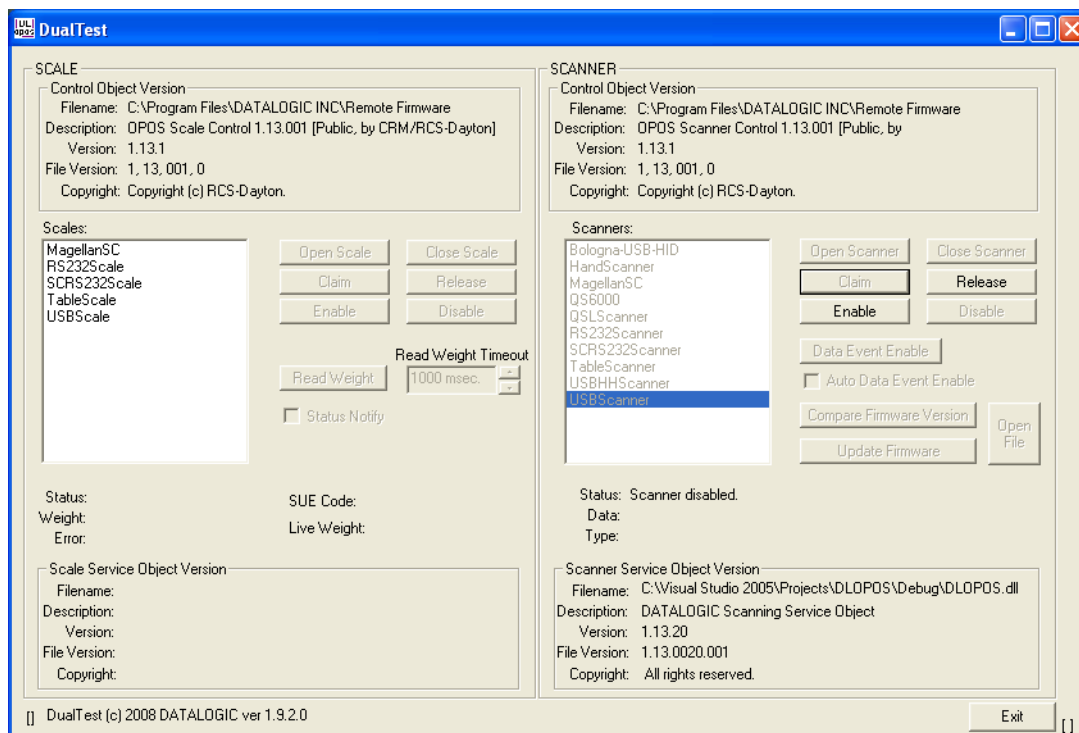 UL opos DualTest
SCALE
Control Object Version
Filename: C:\Program Files\DATALOGIC INC\Remote Firmware
Description: OPOS Scale Control 1.13.001 [Public, by CRM/RCS-Dayton]
Version: 1.13.1
File Version: 1, 13, 001, 0
Copyright: Copyright (c) RCS-Dayton.
Scales:
MagellanSC
RS232Scale
SCRS232Scale
TableScale
USBScale
Open Scale Close Scale
Claim Release
Enable Disable
Read Weight Timeout
Read Weight 1000 msec.
Status Notify
Status:
Weight:
Error:
SUE Code:
Live Weight:
Scale Service Object Version
Filename:
Description:
Version:
File Version:
Copyright:
SCANNER
Control Object Version
Filename: C:\Program Files\DATALOGIC INC\Remote Firmware
Description: OPOS Scanner Control 1.13.001 [Public, by
Version: 1.13.1
File Version: 1, 13, 001, 0
Copyright: Copyright (c) RCS-Dayton.
Scanners:
Bologna-USB-HID
HandScanner
MagellanSC
QS6000
QSLScanner
RS232Scanner
SCRS232Scanner
TableScanner
USBHHScanner
USBScanner
Open Scanner Close Scanner
Claim Release
Enable Disable
Data Event Enable
Auto Data Event Enable
Compare Firmware Version
Update Firmware
Open
File
Status: Scanner disabled.
Data:
Type:
Scanner Service Object Version
Filename: C:\Visual Studio 2005\Projects\DLOPOS\Debug\DLOPOS.dll
Description: DATALOGIC Scanning Service Object
Version: 1.13.20
File Version: 1.13.0020.001
Copyright: All rights reserved.
[] DualTest (c) 2008 DATALOGIC ver 1.9.2.0
Exit [ ]